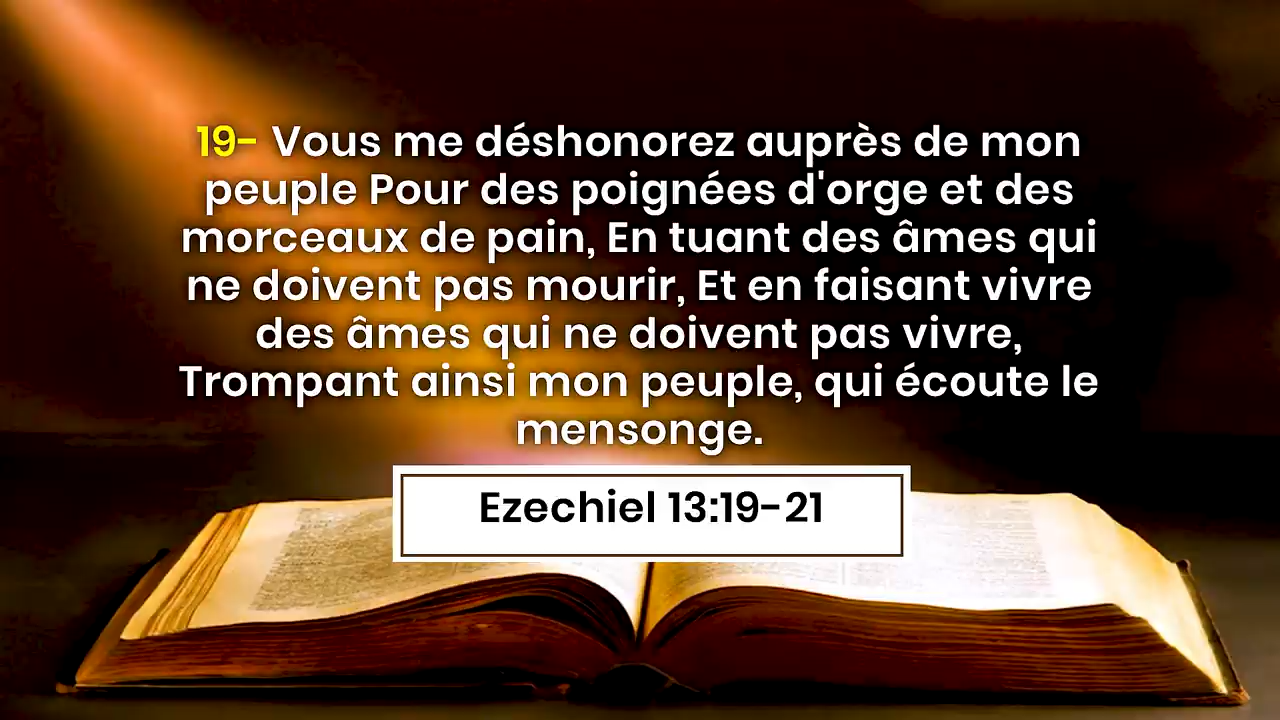 19- Vous me déshonorez auprès de mon
peuple Pour des poignées d'orge et des
morceaux de pain, En tuant des âmes qui
ne doivent pas mourir, Et en faisant vivre
des âmes qui ne doivent pas vivre,
Trompant ainsi mon peuple, qui écoute le
mensonge.
Ezechiel 13:19-21